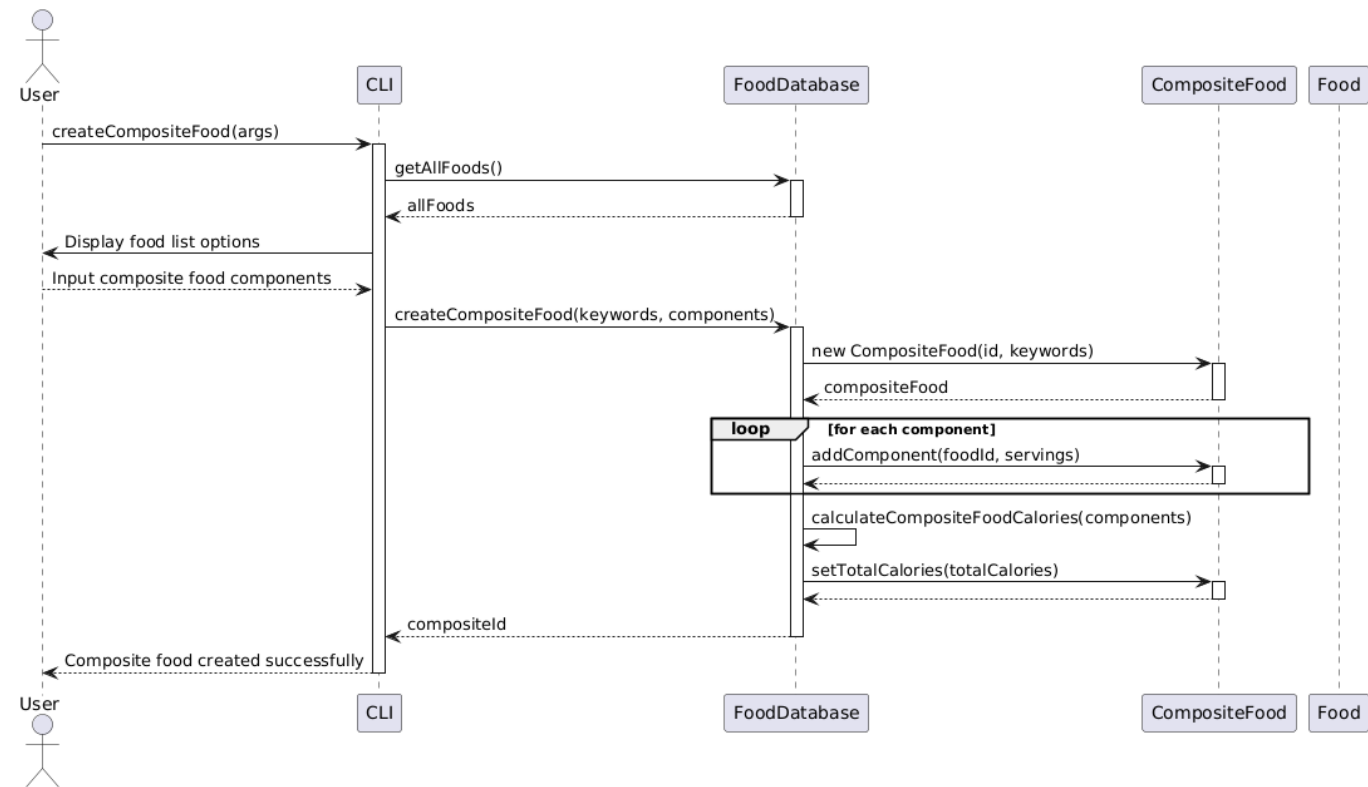 User
CLI
FoodDatabase
CompositeFood
Food
createCompositeFood(args)
getAllFoods()
allFoods
Display food list options
Input composite food components
createCompositeFood(keywords, components)
new CompositeFood(id, keywords)
compositeFood
loop
[for each component]
addComponent(foodId, servings)
calculateCompositeFoodCalories(components)
setTotalCalories(totalCalories)
compositeId
Composite food created successfully
User
CLI
FoodDatabase
CompositeFood
Food